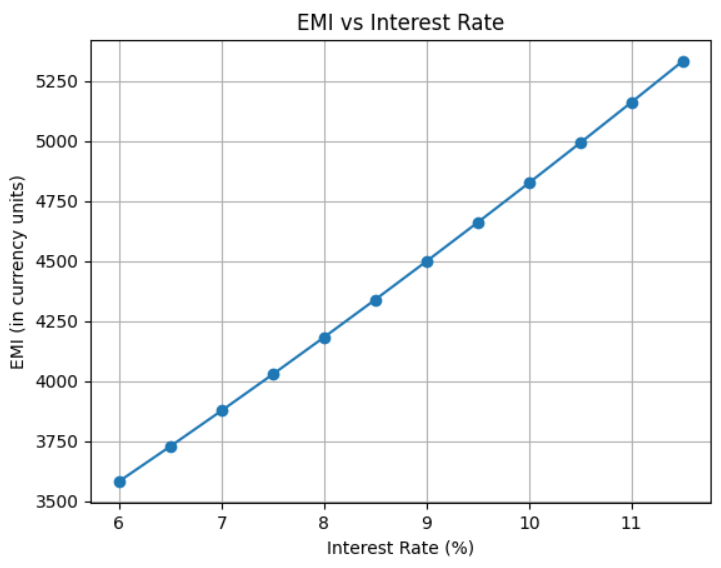 EMI vs Interest Rate
EMI (in currency units)
5250
5000
4750
4500
4250
4000
3750
3500
6 7 8 9 10 11
Interest Rate (%)